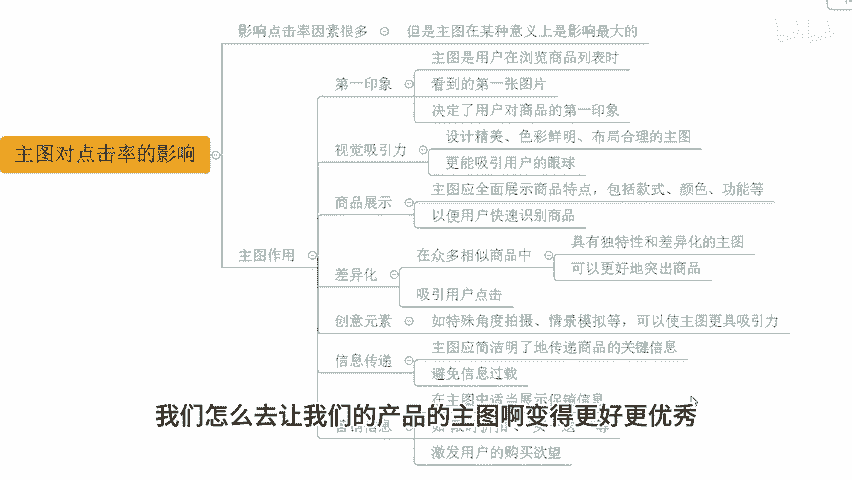 影响点击率因素很多
但是主图在某种意义上是影响最大的
主图是用户在浏览商品列表时
第一印象
看到的第一张图片
决定了用户对商品的第一印象
主图对点击率的影响
设计精美、色彩鲜明、布局合理的主图
视觉吸引力
更能吸引用户的眼球
主图应全面展示商品特点，包括款式、颜色、功能等
商品展示
以便用户快速识别商品
主图作用
具有独特性和差异化的主图
在众多相似商品中
可以更好地突出商品
差异化
吸引用户点击
创意元素
如特殊角度拍摄、情景模拟等，可以使主图更具吸引力
主图应简洁明了地传递商品的关键信息
信息传递
避免信息过载
在主图中适当展示促销信息
我们怎么去让我们的产品的主图啊变得更好更优秀
激发用户的购买欲望